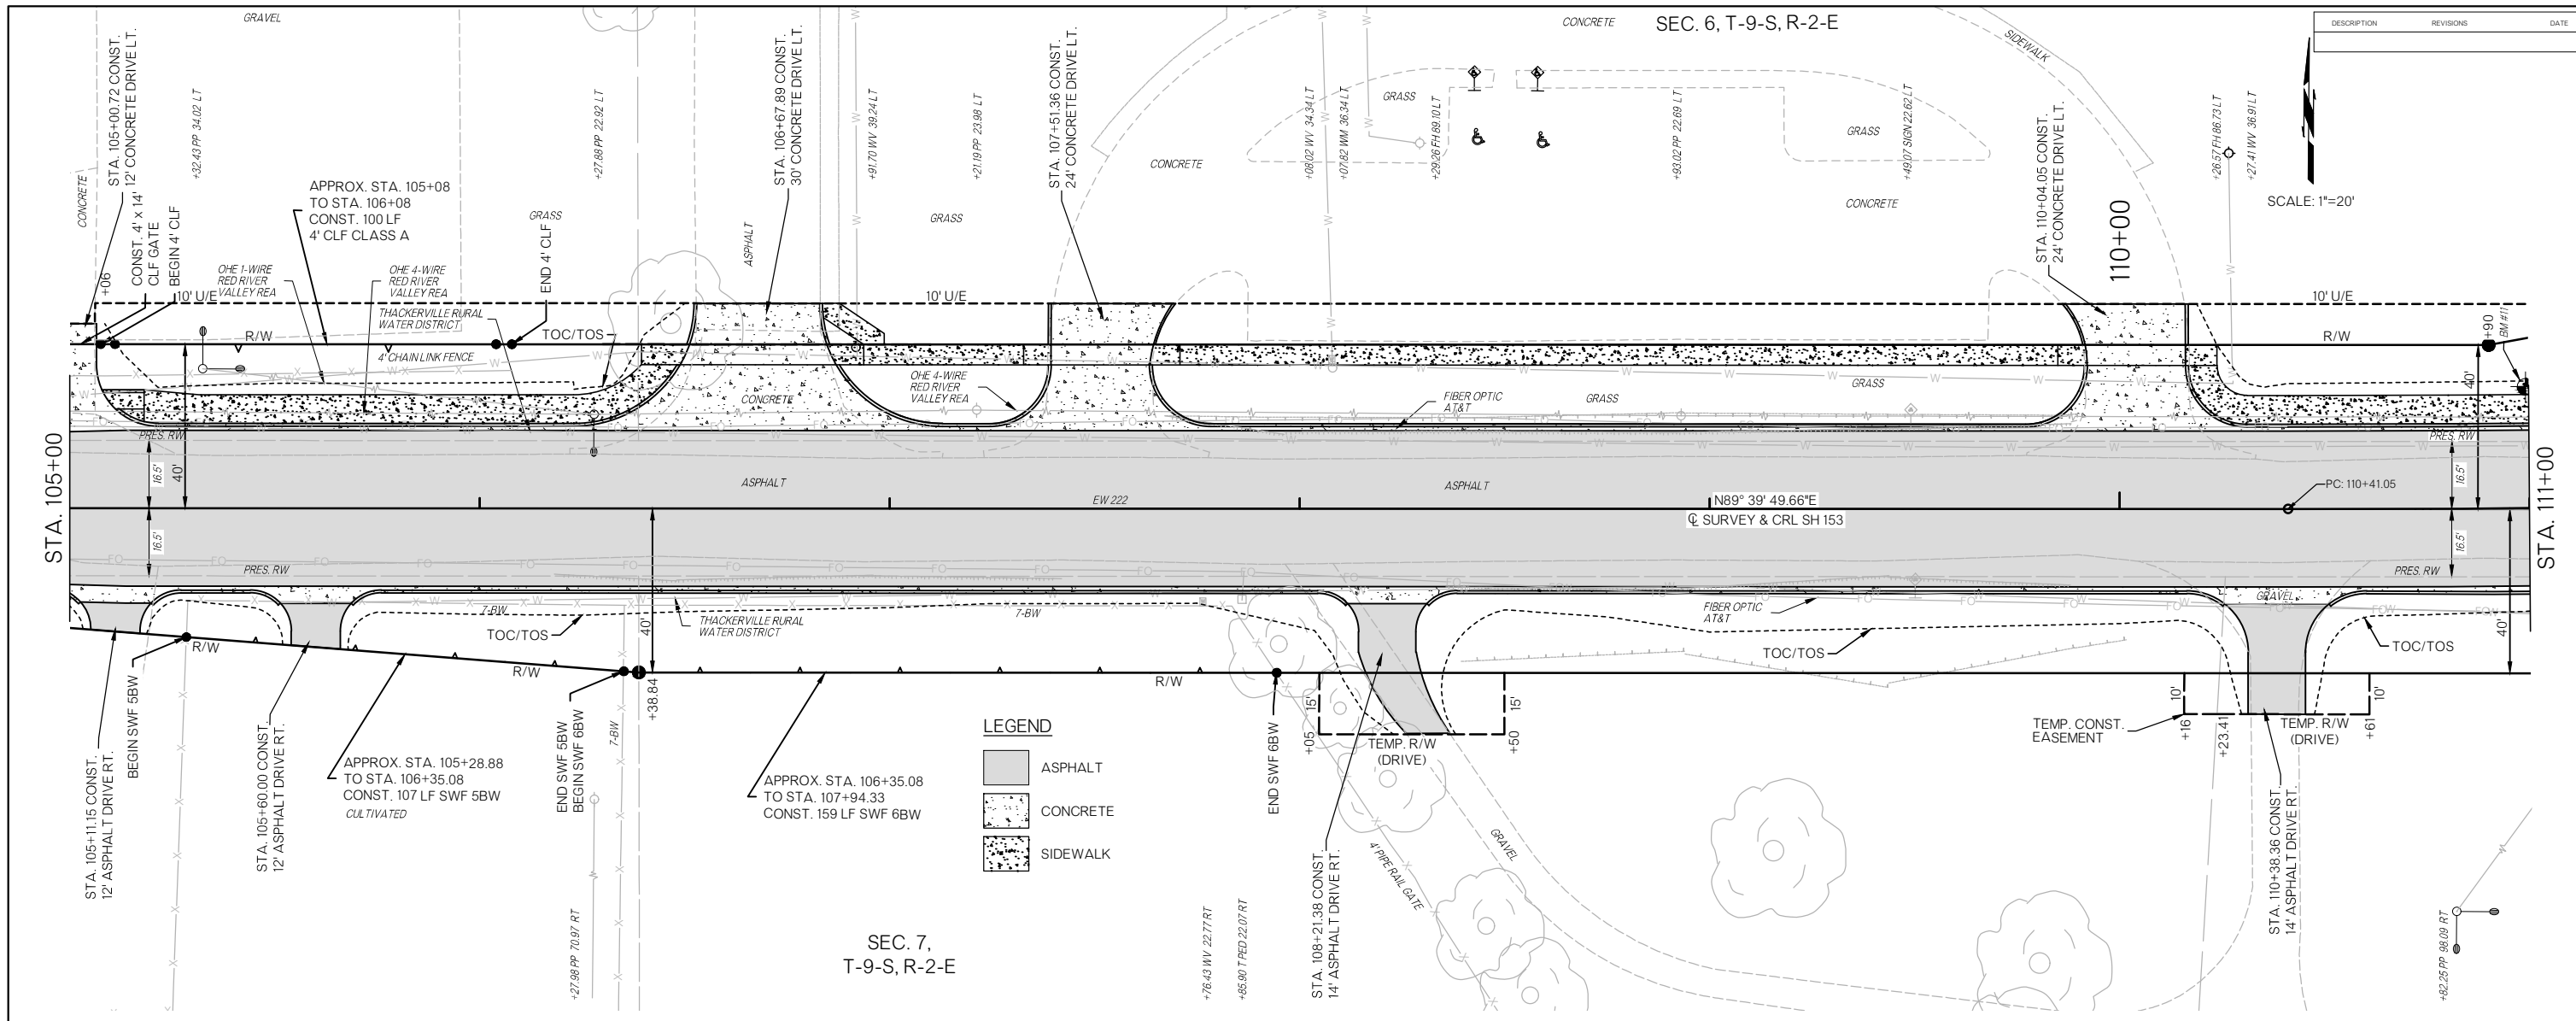 GRAVEL
CONCRETE
SEC. 6, T-9-S, R-2-E
SIDEWALK
DESCRIPTION REVISIONS DATE
STA. 105+00.72 CONST.
12' CONCRETE DRIVE LT.
CONCRETE
+06
CONST. 4' x 14'
CLF GATE
BEGIN 4' CLF
+32.43 PP 34.02 LT
APPROX. STA. 105+08
TO STA. 106+08
CONST. 100 LF
4' CLF CLASS A
GRASS
END 4' CLF
+27.88 PP 22.92 LT
STA. 106+67.89 CONST.
30' CONCRETE DRIVE LT.
ASPHALT
+91.70 WV 39.24 LT
+21.19 PP 23.98 LT
GRASS
STA. 107+51.36 CONST.
24' CONCRETE DRIVE LT.
CONCRETE
+08.02 WV 34.34 LT
+07.82 WM 36.34 LT
GRASS
+29.26 FH 89.10 LT
+93.02 PP 22.69 LT
GRASS
CONCRETE
+49.07 SIGN 22.62 LT
STA. 110+04.05 CONST.
24' CONCRETE DRIVE LT.
110+00
+26.57 FH 86.73 LT
+27.41 WV 36.91 LT
SCALE: 1"=20'
10' U/E
OHE 1-WIRE
RED RIVER
VALLEY REA
OHE 4-WIRE
RED RIVER
VALLEY REA
THACKERVILLE RURAL
WATER DISTRICT
TOC/TOS
10' U/E
10' U/E
R/W
4' CHAIN LINK FENCE
R/W
+90
BM #11
40'
OHE 4-WIRE
RED RIVER
VALLEY REA
CONCRETE
FIBER OPTIC
AT&T
GRASS
GRASS
STA. 105+00
PRES. RW
16.5'
40'
ASPHALT
EW 222
ASPHALT
N89° 39' 49.66"E
℄ SURVEY & CRL SH 153
PC: 110+41.05
PRES. RW
16.5'
STA. 111+00
16.5'
PRES. RW
16.5'
PRES. RW
7-BW
7-BW
TOC/TOS
THACKERVILLE RURAL
WATER DISTRICT
40'
FIBER OPTIC
AT&T
GRAVEL
TOC/TOS
TOC/TOS
40'
R/W
R/W
R/W
STA. 105+11.15 CONST.
12' ASPHALT DRIVE RT.
BEGIN SWF 5BW
STA. 105+60.00 CONST.
12' ASPHALT DRIVE RT.
APPROX. STA. 105+28.88
TO STA. 106+35.08
CONST. 107 LF SWF 5BW
CULTIVATED
END SWF 5BW
BEGIN SWF 6BW
7-BW
+38.84
+27.98 PP 70.97 RT
APPROX. STA. 106+35.08
TO STA. 107+94.33
CONST. 159 LF SWF 6BW
SEC. 7,
T-9-S, R-2-E
LEGEND
ASPHALT
CONCRETE
SIDEWALK
+76.43 WV 22.77 RT
+85.90 T PED 22.07 RT
END SWF 6BW
+05
15'
TEMP. R/W
(DRIVE)
15'
+50
STA. 108+21.38 CONST.
14' ASPHALT DRIVE RT.
4' PIPE RAIL GATE
GRAVEL
TEMP. CONST.
EASEMENT
10'
+16
+23.41
STA. 110+38.36 CONST.
14' ASPHALT DRIVE RT.
TEMP. R/W
(DRIVE)
10'
+61
+82.25 PP 98.09 RT